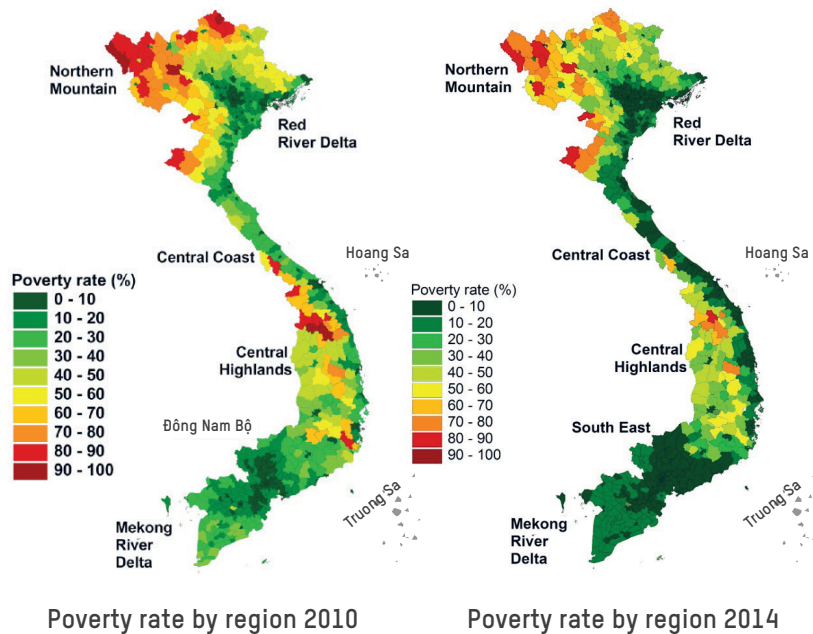 Northern
Mountain
Red
River Delta
Central Coast
Hoang Sa
Poverty rate (%)
0 - 10
10 - 20
20 - 30
30 - 40
40 - 50
50 - 60
60 - 70
70 - 80
80 - 90
90 - 100
Central
Highlands
Đông Nam Bộ
Truong Sa
Mekong
River
Delta
Poverty rate by region 2010
Northern
Mountain
Red
River Delta
Central Coast
Hoang Sa
Poverty rate (%)
0 - 10
10 - 20
20 - 30
30 - 40
40 - 50
50 - 60
60 - 70
70 - 80
80 - 90
90 - 100
Central
Highlands
South East
Truong Sa
Mekong
River
Delta
Poverty rate by region 2014